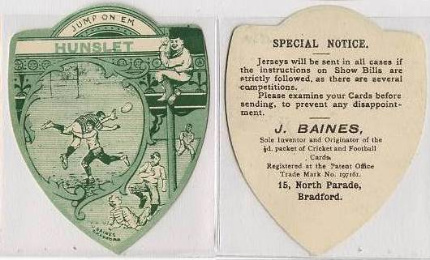 JUMP ON EM
HUNSLET
J BAINES
BRADFORD
SPECIAL NOTICE.
Jerseys will be sent in all cases if
the instructions on Show Bills are
strictly followed, as there are several
competitions.
Please examine your Cards before
sending, to prevent any disappoint-
ment.
J. BAINES,
Sole Inventor and Originator of the
½d. packet of Cricket and Football
Cards.
Registered at the Patent Office
Trade Mark No. 197161.
15, North Parade,
Bradford.